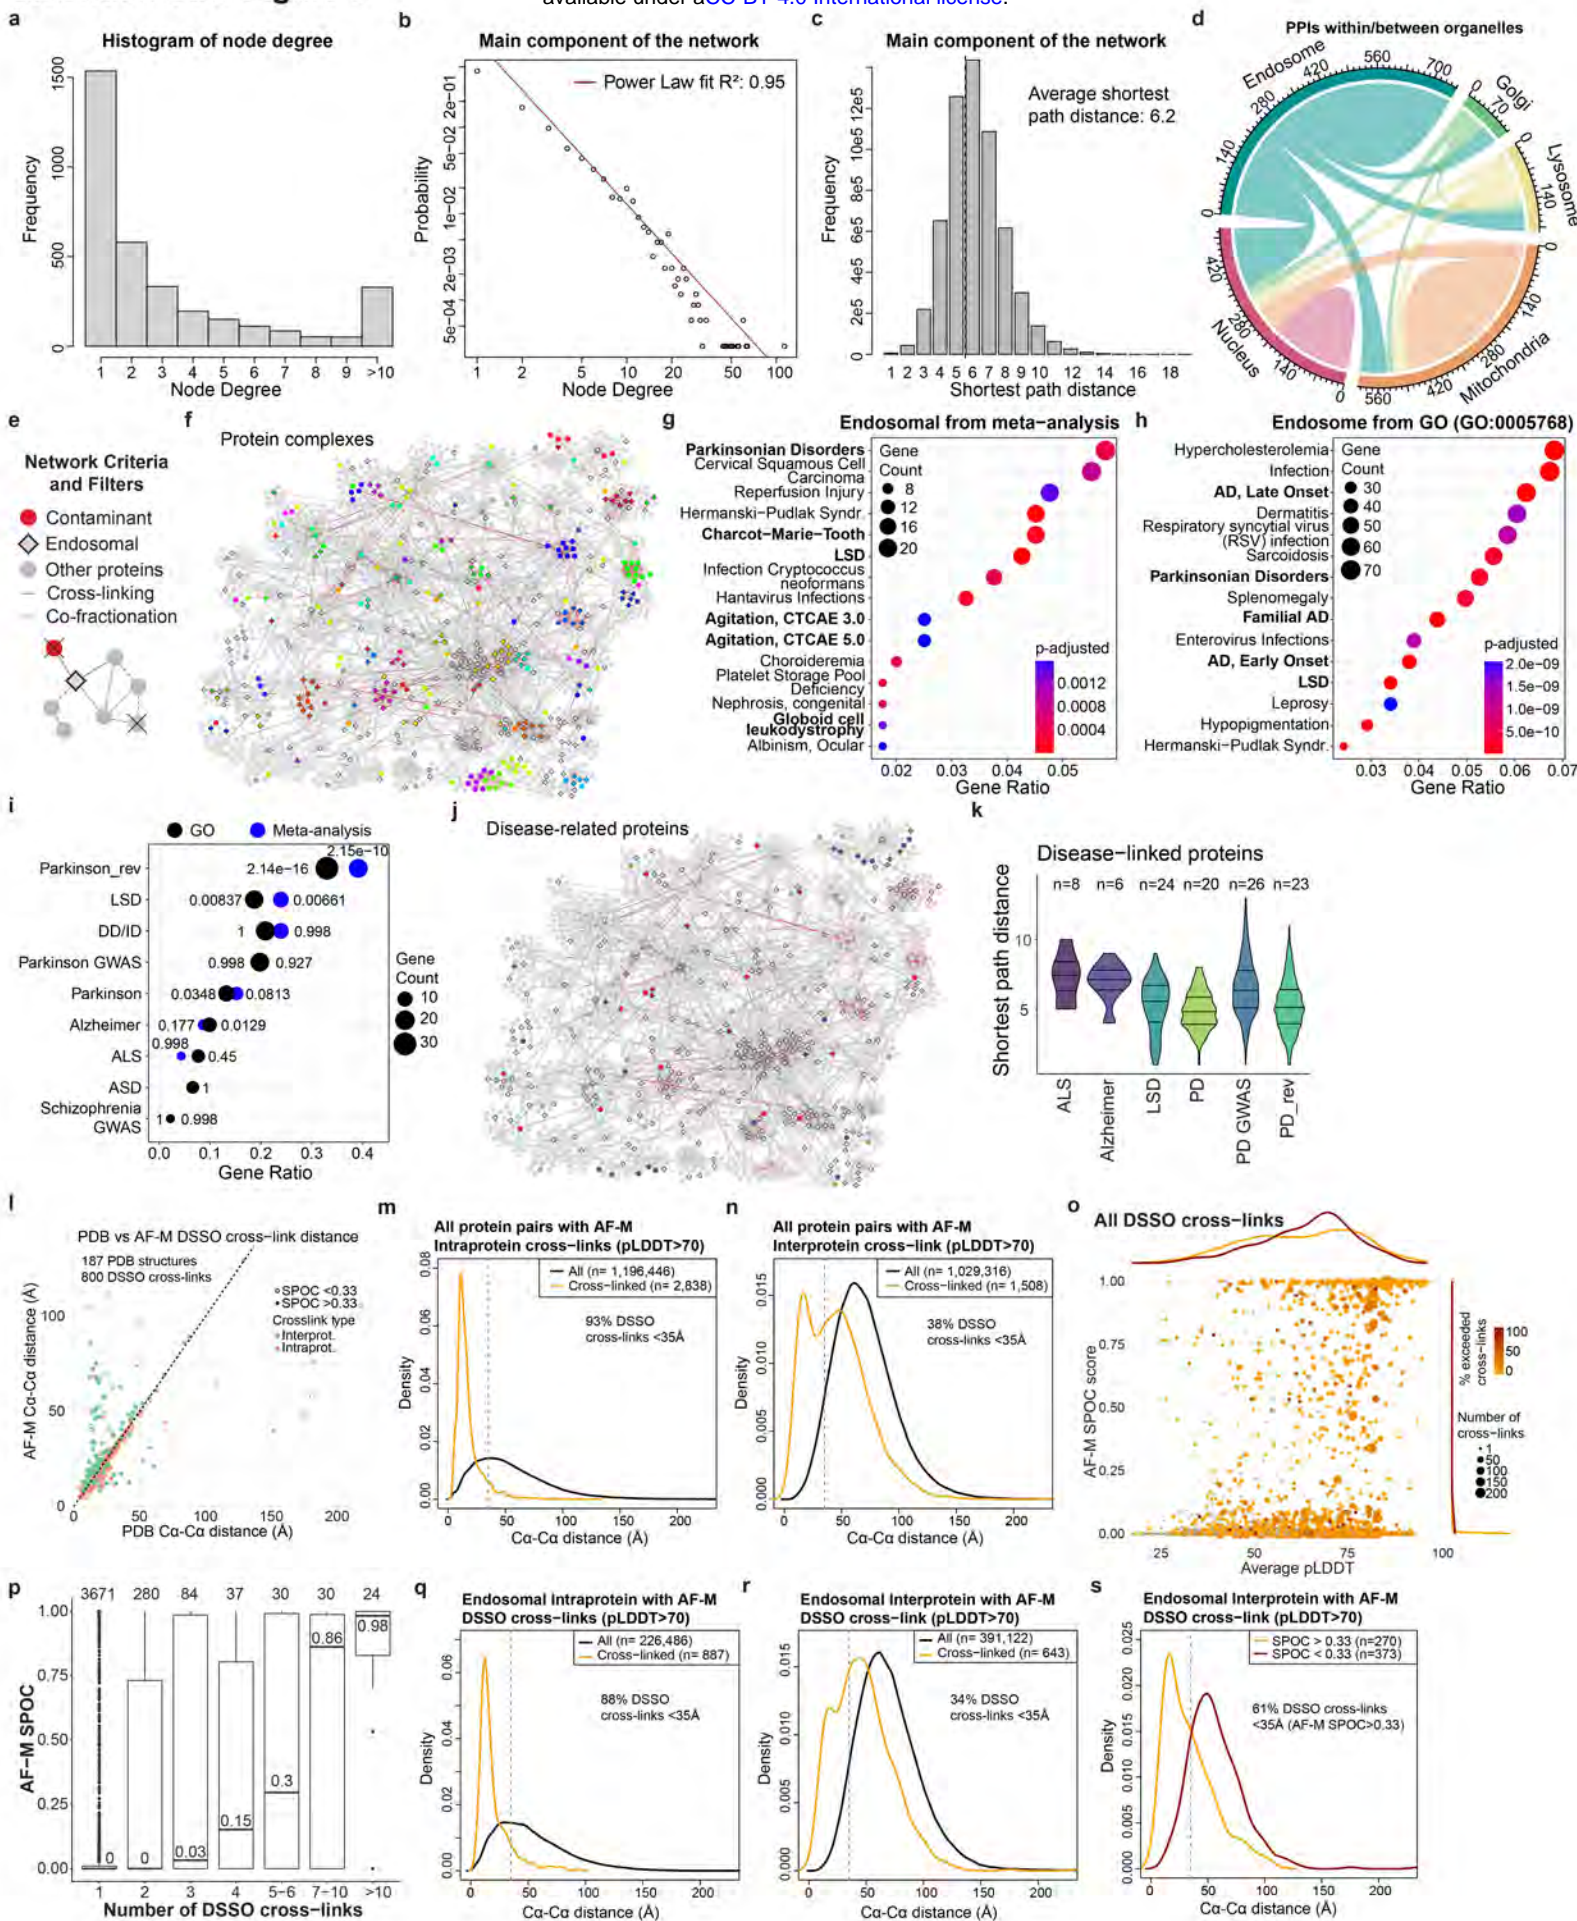 available under aCC-BY 4.0 International license.
a
Histogram of node degree
Frequency
1500
1000
500
0
1 2 3 4 5 6 7 8 9 >10
Node Degree
b
Main component of the network
Power Law fit R²: 0.95
Probability
2e-01
5e-02
1e-02
2e-03
5e-04
1 2 5 10 20 50 100
Node Degree
c
Main component of the network
Average shortest
path distance: 6.2
Frequency
12e5
10e5
8e5
6e5
4e5
2e5
0
1 2 3 4 5 6 7 8 9 10 12 14 16 18
Shortest path distance
d
PPIs within/between organelles
Endosome
Golgi
Lysosome
Mitochondria
Nucleus
0 140 280 420 560 700
0 70
0 140
0 140 280 420 560
0 140 280 420
e
Network Criteria
and Filters
Contaminant
Endosomal
Other proteins
Cross-linking
Co-fractionation
f
Protein complexes
g
Endosomal from meta−analysis
Parkinsonian Disorders
Cervical Squamous Cell
Carcinoma
Reperfusion Injury
Hermanski−Pudlak Syndr.
Charcot−Marie−Tooth
LSD
Infection Cryptococcus
neoformans
Hantavirus Infections
Agitation, CTCAE 3.0
Agitation, CTCAE 5.0
Choroideremia
Platelet Storage Pool
Deficiency
Nephrosis, congenital
Globoid cell
leukodystrophy
Albinism, Ocular
Gene
Count
8
12
16
20
p-adjusted
0.0012
0.0008
0.0004
0.02 0.03 0.04 0.05
Gene Ratio
h
Endosome from GO (GO:0005768)
Hypercholesterolemia
Infection
AD, Late Onset
Dermatitis
Respiratory syncytial virus
(RSV) infection
Sarcoidosis
Parkinsonian Disorders
Splenomegaly
Familial AD
Enterovirus Infections
AD, Early Onset
LSD
Leprosy
Hypopigmentation
Hermanski−Pudlak Syndr.
Gene
Count
30
40
50
60
70
p-adjusted
2.0e−09
1.5e−09
1.0e−09
5.0e−10
0.03 0.04 0.05 0.06 0.07
Gene Ratio
i
GO
Meta−analysis
Parkinson_rev 2.14e−16 2.15e−10
LSD 0.00837 0.00661
DD/ID 1 0.998
Parkinson GWAS 0.998 0.927
Parkinson 0.0348 0.0813
Alzheimer 0.177 0.0129
ALS 0.998 0.45
ASD 1
Schizophrenia
GWAS 1 0.998
Gene
Count
10
20
30
0.0 0.1 0.2 0.3 0.4
Gene Ratio
j
Disease−related proteins
k
Disease−linked proteins
n=8 n=6 n=24 n=20 n=26 n=23
Shortest path distance
10
5
ALS
Alzheimer
LSD
PD
PD GWAS
PD_rev
l
PDB vs AF-M DSSO cross-link distance
187 PDB structures
800 DSSO cross-links
SPOC <0.33
SPOC >0.33
Crosslink type
Interprot.
Intraprot.
AF-M Cα-Cα distance (Å)
100
50
0
0 50 100 150 200
PDB Cα-Cα distance (Å)
m
All protein pairs with AF−M
Intraprotein cross−links (pLDDT>70)
All (n= 1,196,446)
Cross−linked (n= 2,838)
93% DSSO
cross-links <35Å
Density
0.08
0.06
0.04
0.02
0.00
0 50 100 150 200
Cα-Cα distance (Å)
n
All protein pairs with AF−M
Interprotein cross−link (pLDDT>70)
All (n= 1,029,316)
Cross−linked (n= 1,508)
38% DSSO
cross-links <35Å
Density
0.015
0.010
0.005
0.000
0 50 100 150 200
Cα-Cα distance (Å)
o
All DSSO cross−links
AF-M SPOC score
1.00
0.75
0.50
0.25
0.00
25 50 75 100
Average pLDDT
% exceeded
cross−links
100
50
0
Number of
cross−links
1
50
100
150
200
p
3671 280 84 37 30 30 24
AF−M SPOC
1.00
0.75
0.50
0.25
0.00
0 0 0.03 0.15 0.3 0.86 0.98
1 2 3 4 5−6 7−10 >10
Number of DSSO cross−links
q
Endosomal Intraprotein with AF−M
DSSO cross−links (pLDDT>70)
All (n= 226,486)
Cross−linked (n= 887)
88% DSSO
cross-links <35Å
Density
0.06
0.04
0.02
0.00
0 50 100 150 200
Cα-Cα distance (Å)
r
Endosomal Interprotein with AF−M
DSSO cross−link (pLDDT>70)
All (n= 391,122)
Cross−linked (n= 643)
34% DSSO
cross-links <35Å
Density
0.015
0.010
0.005
0.000
0 50 100 150 200
Cα-Cα distance (Å)
s
Endosomal Interprotein with AF−M
DSSO cross−link (pLDDT>70)
SPOC > 0.33 (n=270)
SPOC < 0.33 (n=373)
61% DSSO cross-links
<35Å (AF-M SPOC>0.33)
Density
0.025
0.020
0.015
0.010
0.005
0.000
0 50 100 150 200
Cα-Cα distance (Å)